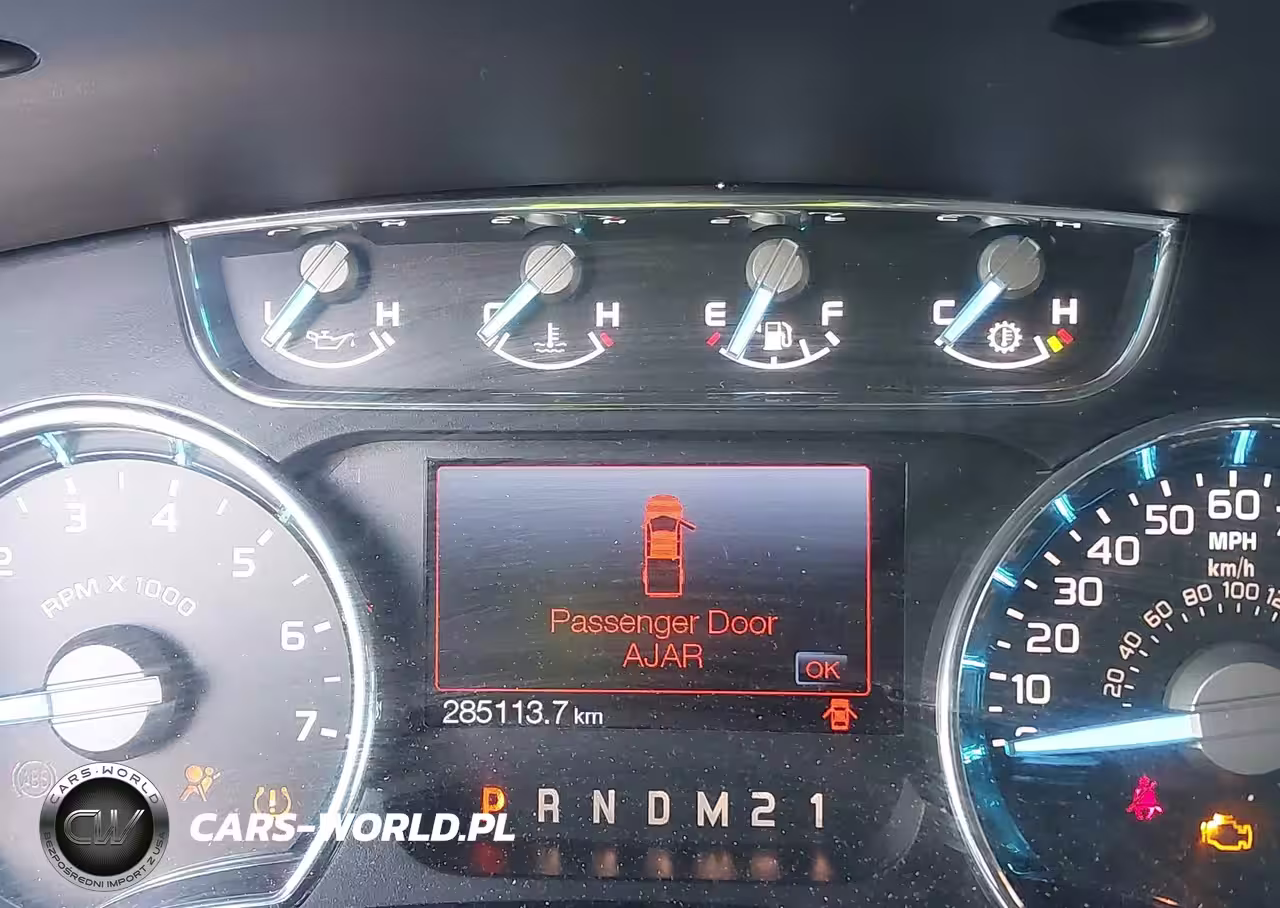 L H
C H
E F
C H
2 3 4 5 6 7
RPM X 1000
10 20 30 40 50 60
MPH
km/h
20 40 60 80 100
Passenger Door
AJAR
OK
285113.7 km
P R N D M 2 1
ABS
CARS-WORLD
CW
BEZPOŚREDNI IMPORT Z USA
CARS-WORLD.PL